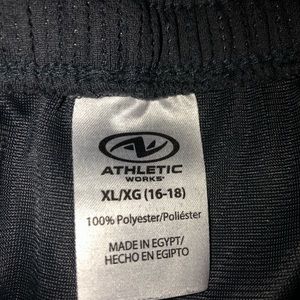 ATHLETIC
WORKS®
XL/XG (16-18)
100% Polyester/Poliéster
MADE IN EGYPT/
HECHO EN EGIPTO